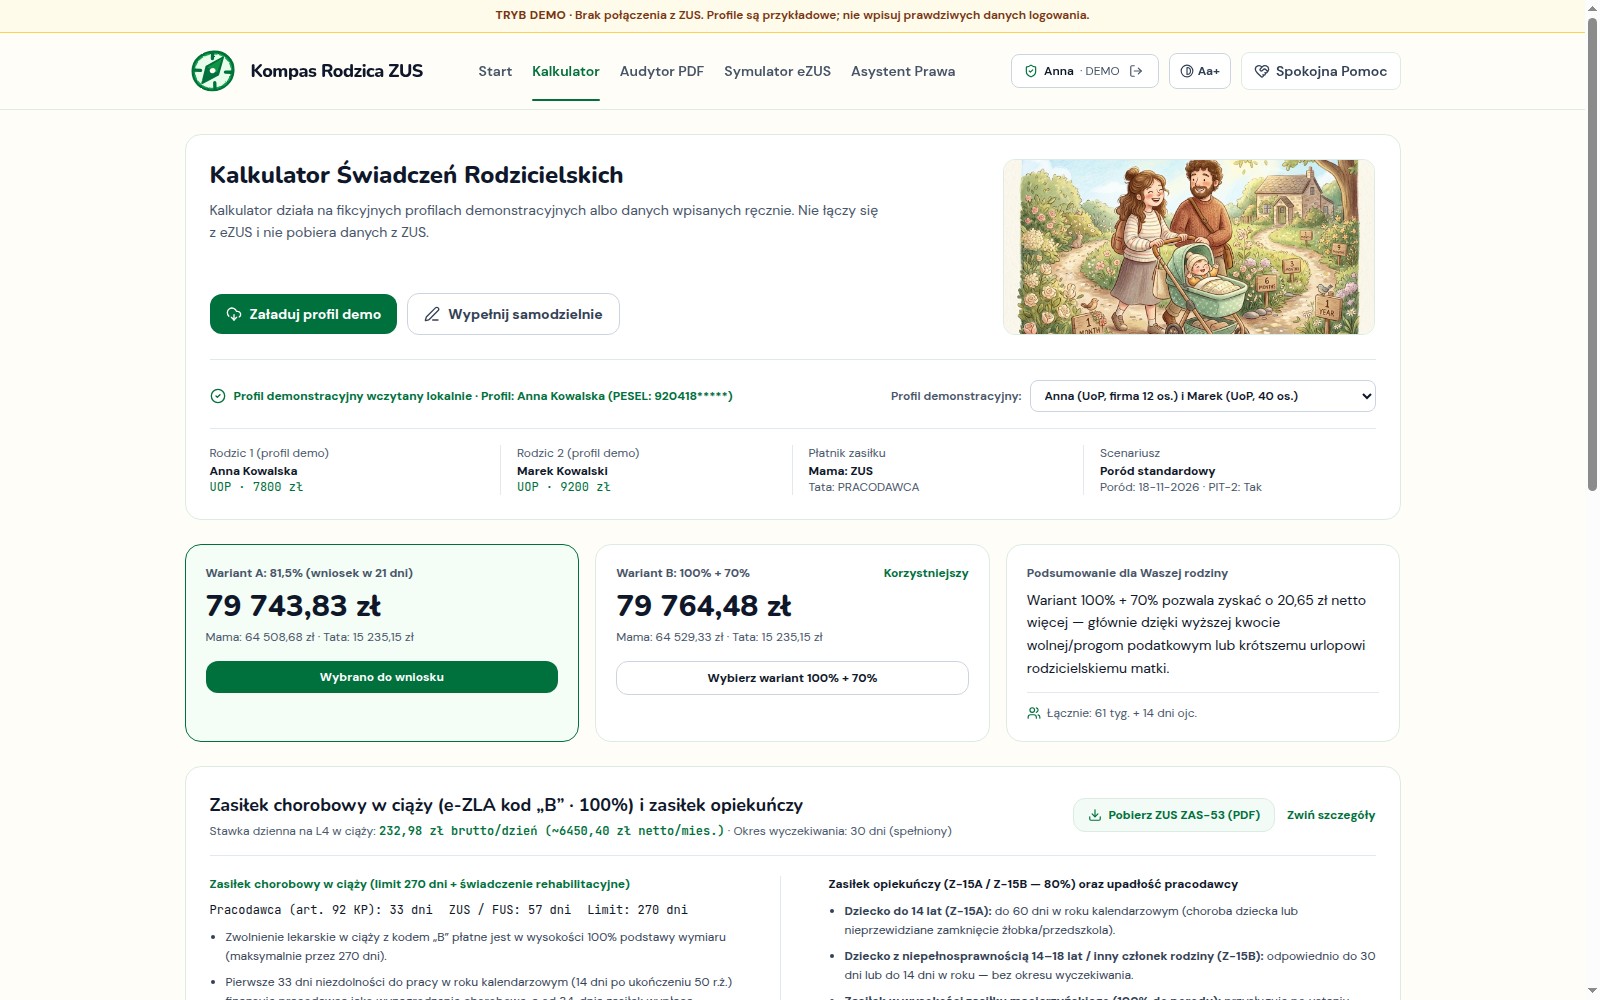 TRYB DEMO · Brak połączenia z ZUS. Profile są przykładowe; nie wpisuj prawdziwych danych logowania.
Kompas Rodzica ZUS
Start
Kalkulator
Audytor PDF
Symulator eZUS
Asystent Prawa
Anna · DEMO
Aa+
Spokojna Pomoc
Kalkulator Świadczeń Rodzicielskich
Kalkulator działa na fikcyjnych profilach demonstracyjnych albo danych wpisanych ręcznie. Nie łączy się
z eZUS i nie pobiera danych z ZUS.
Załaduj profil demo
Wypełnij samodzielnie
1 MONTH
6
1 YEAR
Profil demonstracyjny wczytany lokalnie · Profil: Anna Kowalska (PESEL: 920418*****)
Profil demonstracyjny:
Anna (UoP, firma 12 os.) i Marek (UoP, 40 os.)
Rodzic 1 (profil demo)
Anna Kowalska
UOP · 7800 zł
Rodzic 2 (profil demo)
Marek Kowalski
UOP · 9200 zł
Płatnik zasiłku
Mama: ZUS
Tata: PRACODAWCA
Scenariusz
Poród standardowy
Poród: 18-11-2026 · PIT-2: Tak
Wariant A: 81,5% (wniosek w 21 dni)
79 743,83 zł
Mama: 64 508,68 zł · Tata: 15 235,15 zł
Wybrano do wniosku
Wariant B: 100% + 70%
Korzystniejszy
79 764,48 zł
Mama: 64 529,33 zł · Tata: 15 235,15 zł
Wybierz wariant 100% + 70%
Podsumowanie dla Waszej rodziny
Wariant 100% + 70% pozwala zyskać o 20,65 zł netto
więcej — głównie dzięki wyższej kwocie
wolnej/progom podatkowym lub krótszemu urlopowi
rodzicielskiemu matki.
Łącznie: 61 tyg. + 14 dni ojc.
Zasiłek chorobowy w ciąży (e-ZLA kod „B” · 100%) i zasiłek opiekuńczy
Stawka dzienna na L4 w ciąży: 232,98 zł brutto/dzień (~6450,40 zł netto/mies.) · Okres wyczekiwania: 30 dni (spełniony)
Pobierz ZUS ZAS-53 (PDF)
Zwiń szczegóły
Zasiłek chorobowy w ciąży (limit 270 dni + świadczenie rehabilitacyjne)
Pracodawca (art. 92 KP): 33 dni ZUS / FUS: 57 dni Limit: 270 dni
• Zwolnienie lekarskie w ciąży z kodem „B” płatne jest w wysokości 100% podstawy wymiaru
(maksymalnie przez 270 dni).
• Pierwsze 33 dni niezdolności do pracy w roku kalendarzowym (14 dni po ukończeniu 50 r.ż.)
Zasiłek opiekuńczy (Z-15A / Z-15B — 80%) oraz upadłość pracodawcy
• Dziecko do 14 lat (Z-15A): do 60 dni w roku kalendarzowym (choroba dziecka lub
nieprzewidziane zamknięcie żłobka/przedszkola).
• Dziecko z niepełnosprawnością 14–18 lat / inny członek rodziny (Z-15B): odpowiednio do 30
dni lub do 14 dni w roku — bez okresu wyczekiwania.